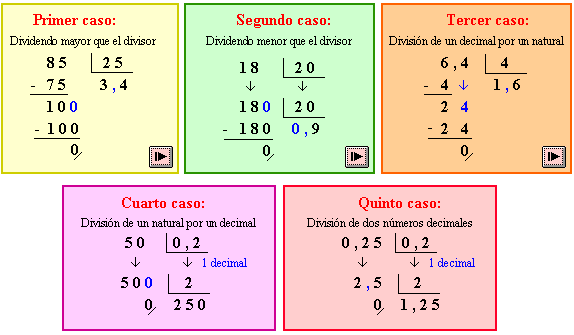 Primer caso:
Dividendo mayor que el divisor
85 25
- 75 3,4
100
- 100
0
Segundo caso:
Dividendo menor que el divisor
18 20
180 20
- 180 0,9
0
Tercer caso:
División de un decimal por un natural
6,4 4
- 4 1,6
2 4
- 2 4
0
Cuarto caso:
División de un natural por un decimal
50 0,2
1 decimal
500 2
0 250
Quinto caso:
División de dos números decimales
0,25 0,2
1 decimal
2,5 2
0 1,25